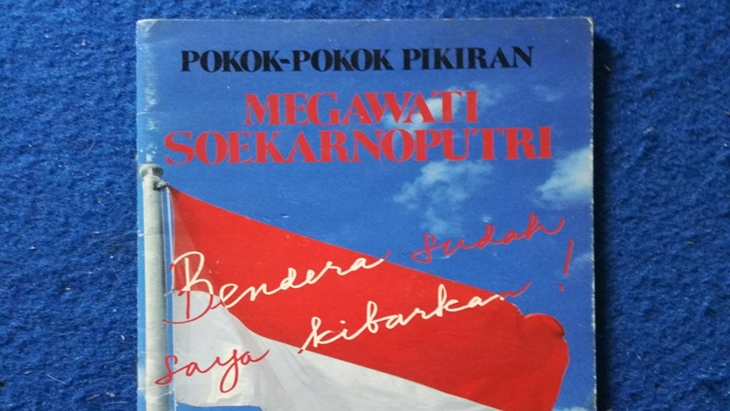 POKOK-POKOK PIKIRAN
MEGAWATI
SOEKARNOPUTRI
Bendera sudah
saya kibarkan!